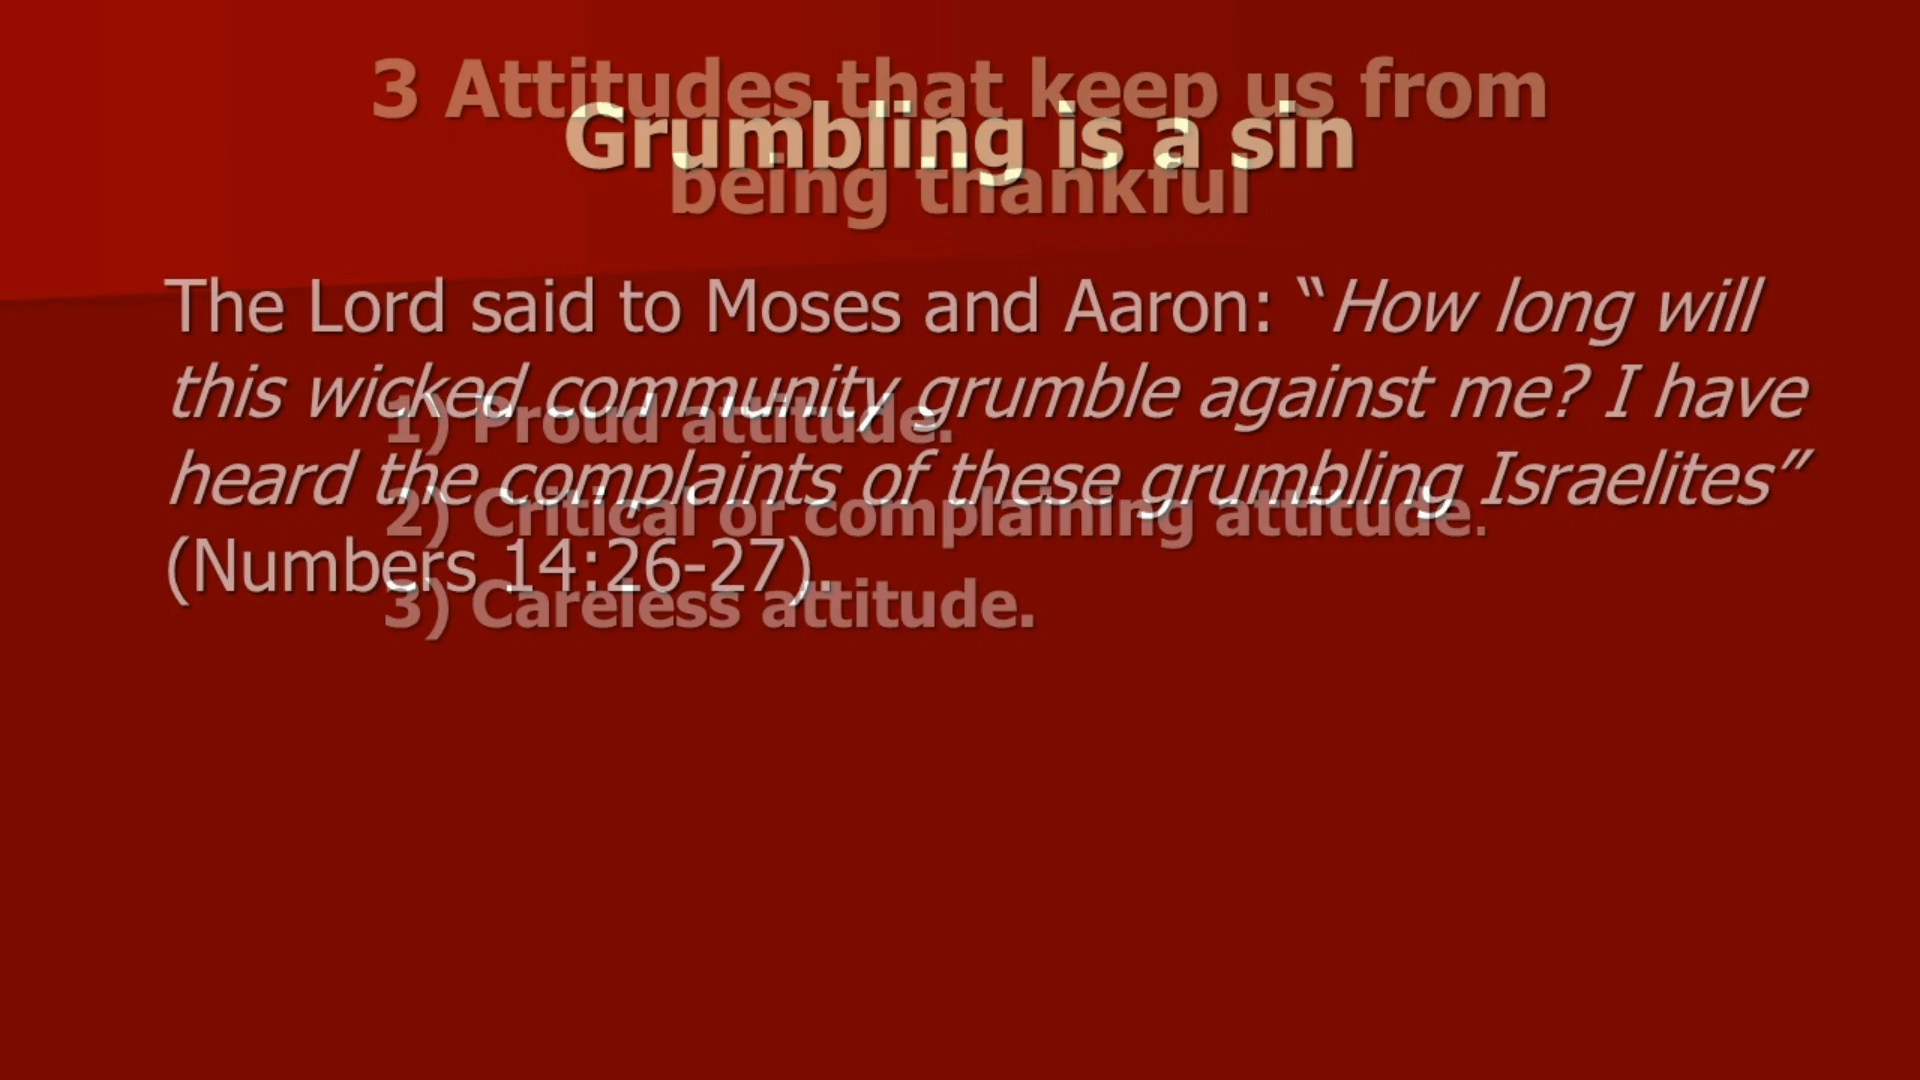 3 Attitudes that keep us from
being thankful
Grumbling is a sin
The Lord said to Moses and Aaron: “How long will
this wicked community grumble against me? I have
heard the complaints of these grumbling Israelites”
(Numbers 14:26-27).
1) Proud attitude.
2) Critical or complaining attitude.
3) Careless attitude.